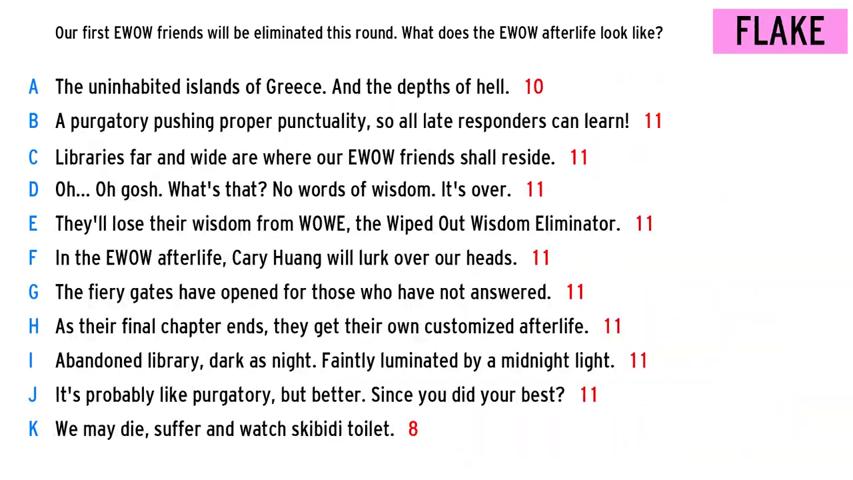 Our first EWOW friends will be eliminated this round. What does the EWOW afterlife look like?
FLAKE
A The uninhabited islands of Greece. And the depths of hell. 10
B A purgatory pushing proper punctuality, so all late responders can learn! 11
C Libraries far and wide are where our EWOW friends shall reside. 11
D Oh... Oh gosh. What's that? No words of wisdom. It's over. 11
E They'll lose their wisdom from WOWE, the Wiped Out Wisdom Eliminator. 11
F In the EWOW afterlife, Cary Huang will lurk over our heads. 11
G The fiery gates have opened for those who have not answered. 11
H As their final chapter ends, they get their own customized afterlife. 11
I Abandoned library, dark as night. Faintly luminated by a midnight light. 11
J It's probably like purgatory, but better. Since you did your best? 11
K We may die, suffer and watch skibidi toilet. 8